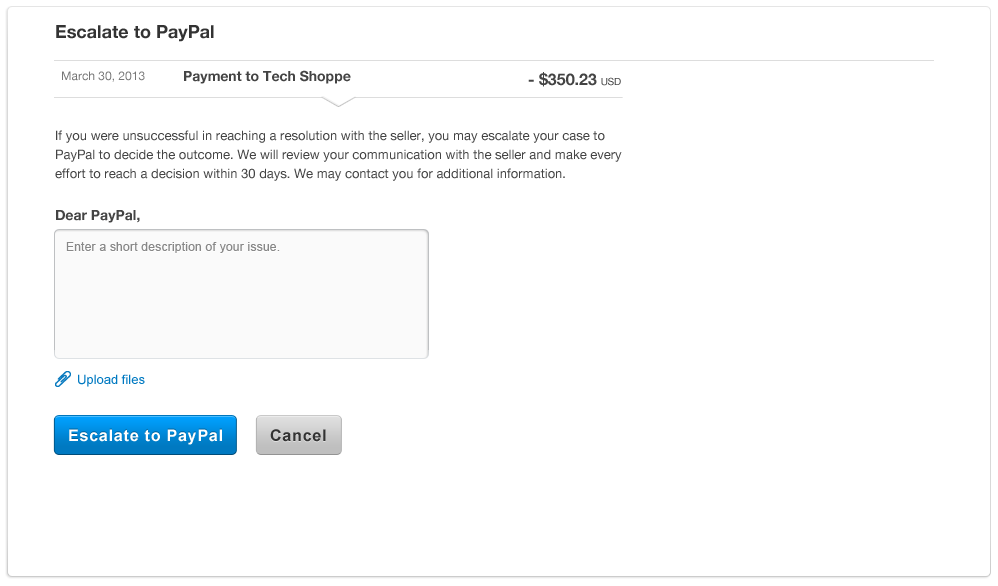 Escalate to PayPal
March 30, 2013 Payment to Tech Shoppe - $350.23 USD
If you were unsuccessful in reaching a resolution with the seller, you may escalate your case to
PayPal to decide the outcome. We will review your communication with the seller and make every
effort to reach a decision within 30 days. We may contact you for additional information.
Dear PayPal,
Enter a short description of your issue.
Upload files
Escalate to PayPal Cancel